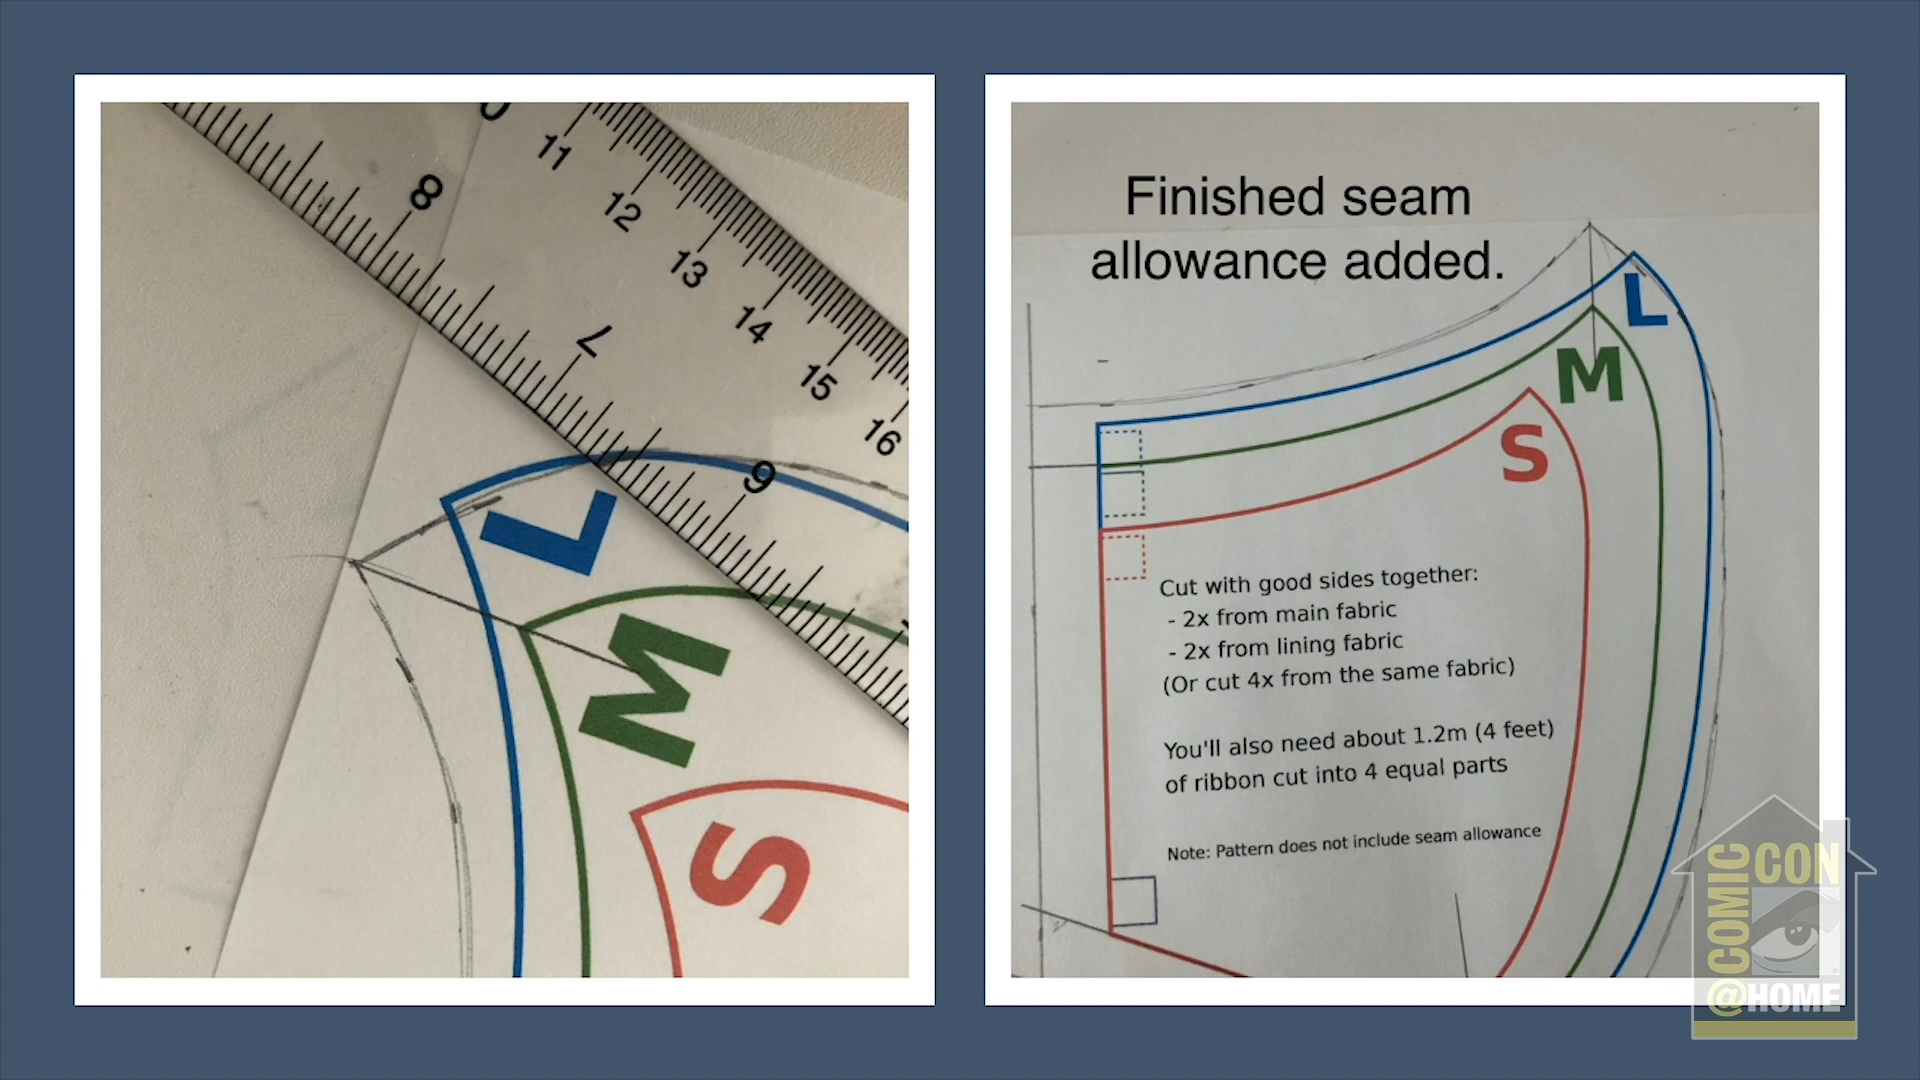 0
11
8
12
13
7
14
15
16
6
L
M
S
Finished seam
allowance added.
L
M
S
Cut with good sides together:
- 2x from main fabric
- 2x from lining fabric
(Or cut 4x from the same fabric)
You'll also need about 1.2m (4 feet)
of ribbon cut into 4 equal parts
Note: Pattern does not include seam allowance
COMIC
CON
@HOME